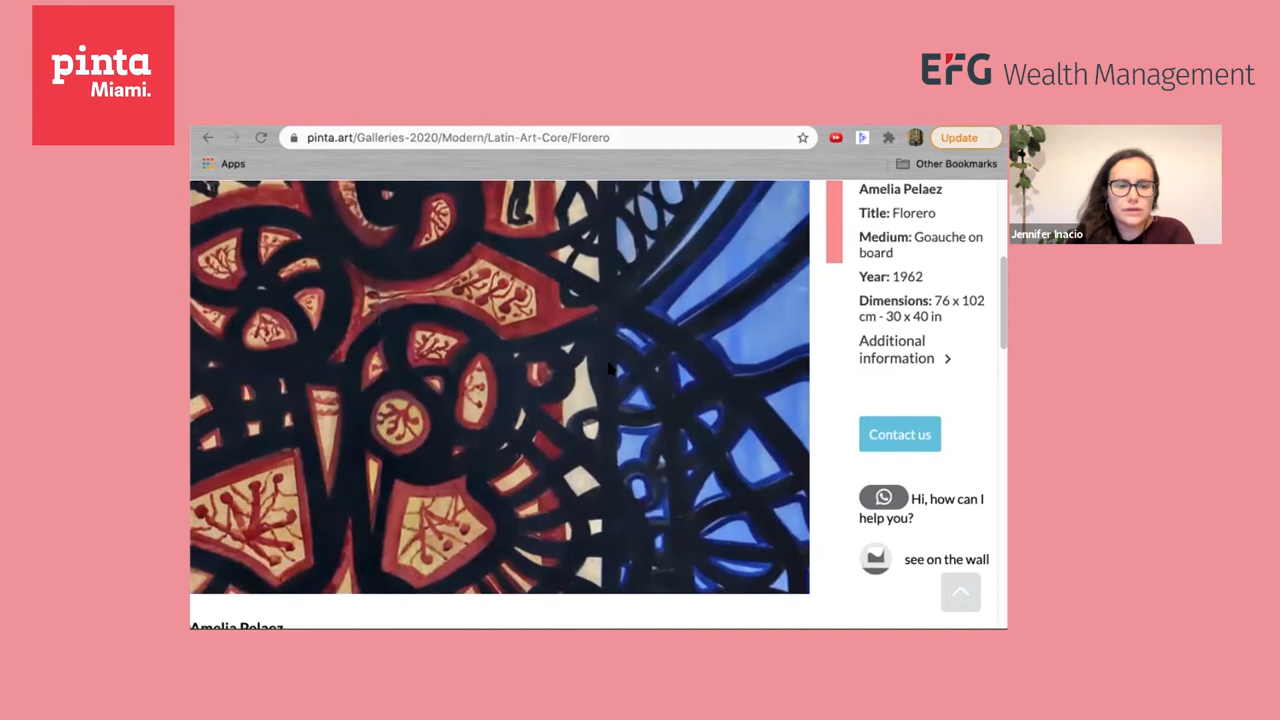 pinta
Miami.
EFG Wealth Management
pinta.art/Galleries-2020/Modern/Latin-Art-Core/Florero
Update
Apps
Other Bookmarks
Jennifer Inacio
Amelia Pelaez
Title: Florero
Medium: Goauche on
board
Year: 1962
Dimensions: 76 x 102
cm - 30 x 40 in
Additional
information
Contact us
Hi, how can I
help you?
see on the wall
Amelia Pelaez